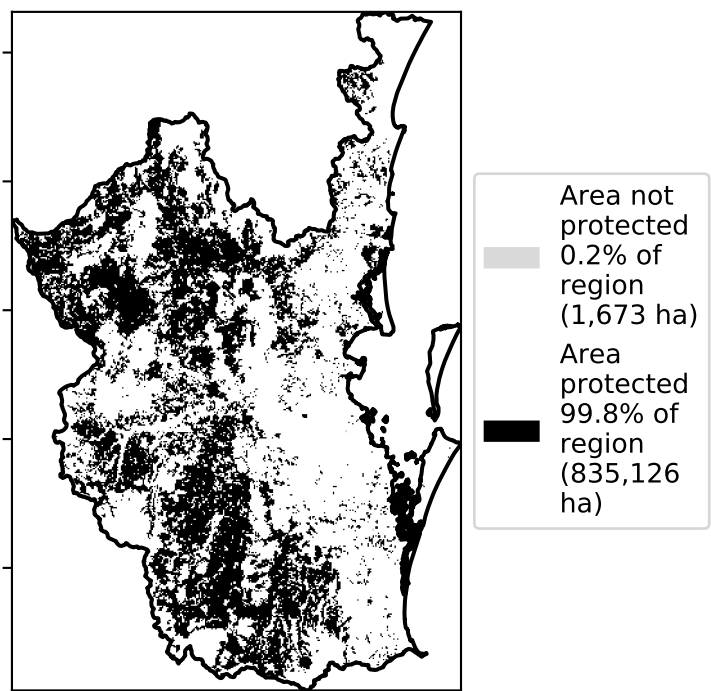 Area not
protected
0.2% of
region
(1,673 ha)
Area
protected
99.8% of
region
(835,126
ha)